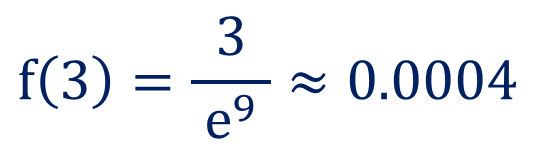 f(3) = 3/e⁹ ≈ 0.0004